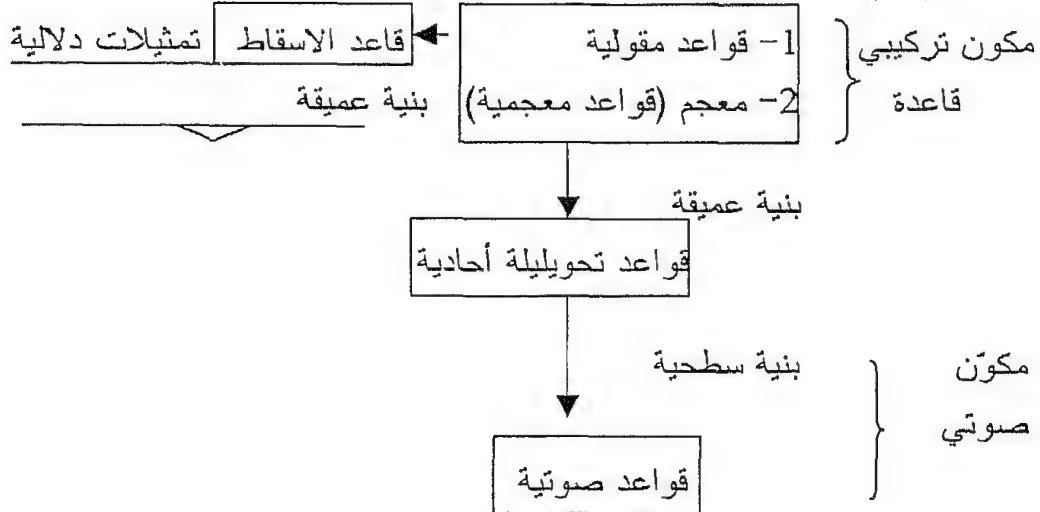 مكون تركيبي
قاعدة
1- قواعد مقولية
2- معجم (قواعد معجمية)
قاعد الاسقاط
تمثيلات دلالية
بنية عميقة
بنية عميقة
قواعد تحويليلة أحادية
بنية سطحية
مكوّن
صوتي
قواعد صوتية